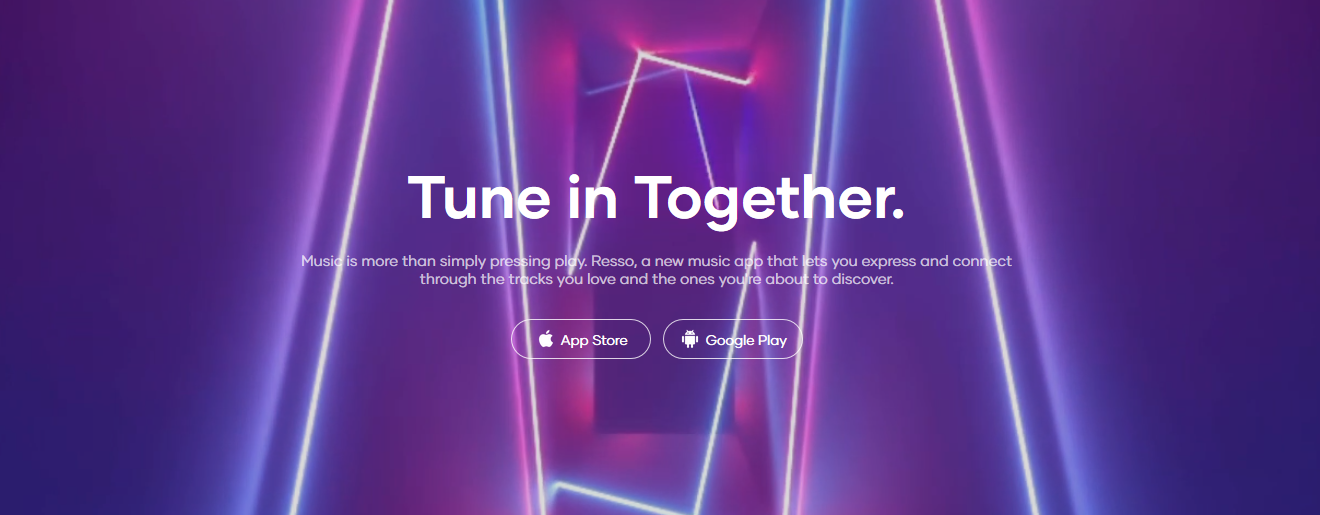 Tune in Together.
Music is more than simply pressing play. Resso, a new music app that lets you express and connect
through the tracks you love and the ones you're about to discover.
App Store
Google Play